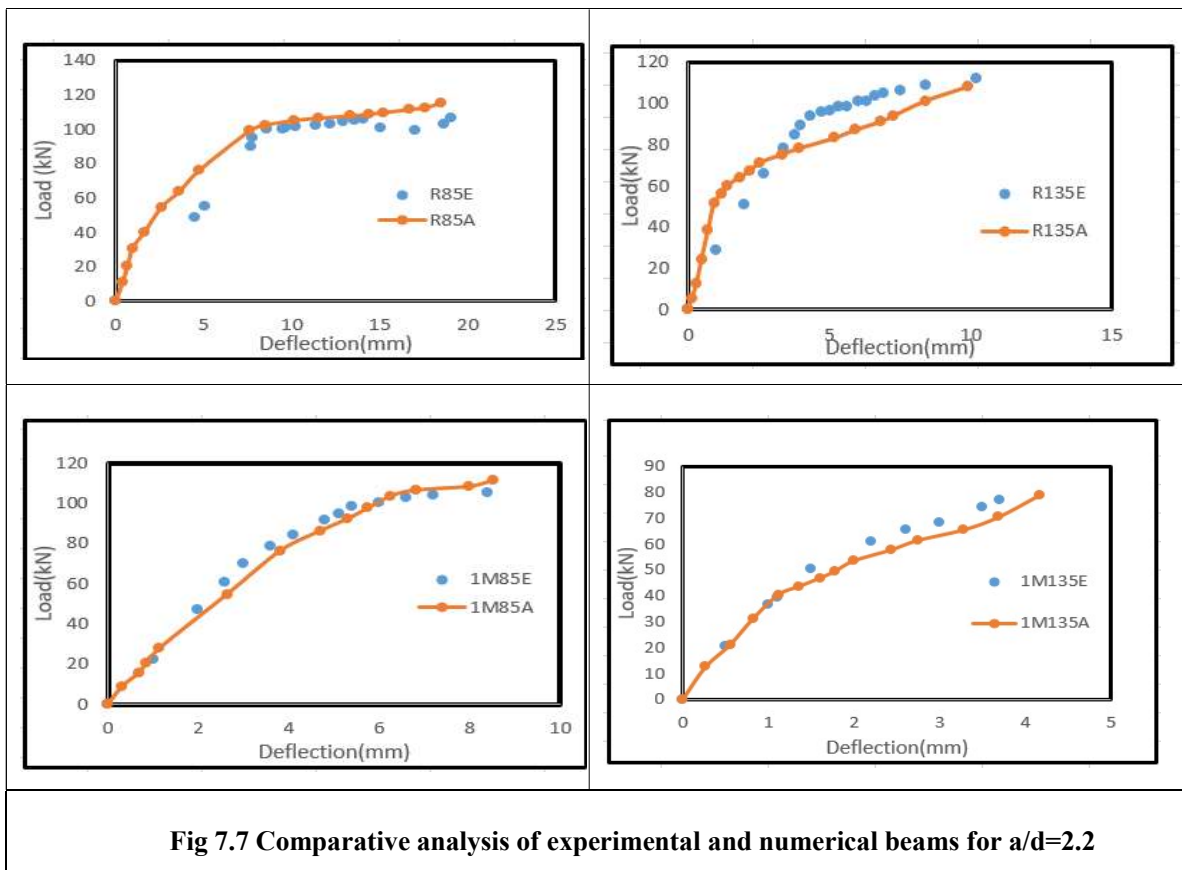 140
120
100
80
60
40
20
0
Load (kN)
R85E
R85A
0 5 10 15 20 25
Deflection(mm)
120
100
80
60
40
20
0
Load(kN)
R135E
R135A
0 5 10 15
Deflection(mm)
120
100
80
60
40
20
0
Load(kN)
1M85E
1M85A
0 2 4 6 8 10
Deflection(mm)
90
80
70
60
50
40
30
20
10
0
Load(kN)
1M135E
1M135A
0 1 2 3 4 5
Deflection(mm)
Fig 7.7 Comparative analysis of experimental and numerical beams for a/d=2.2